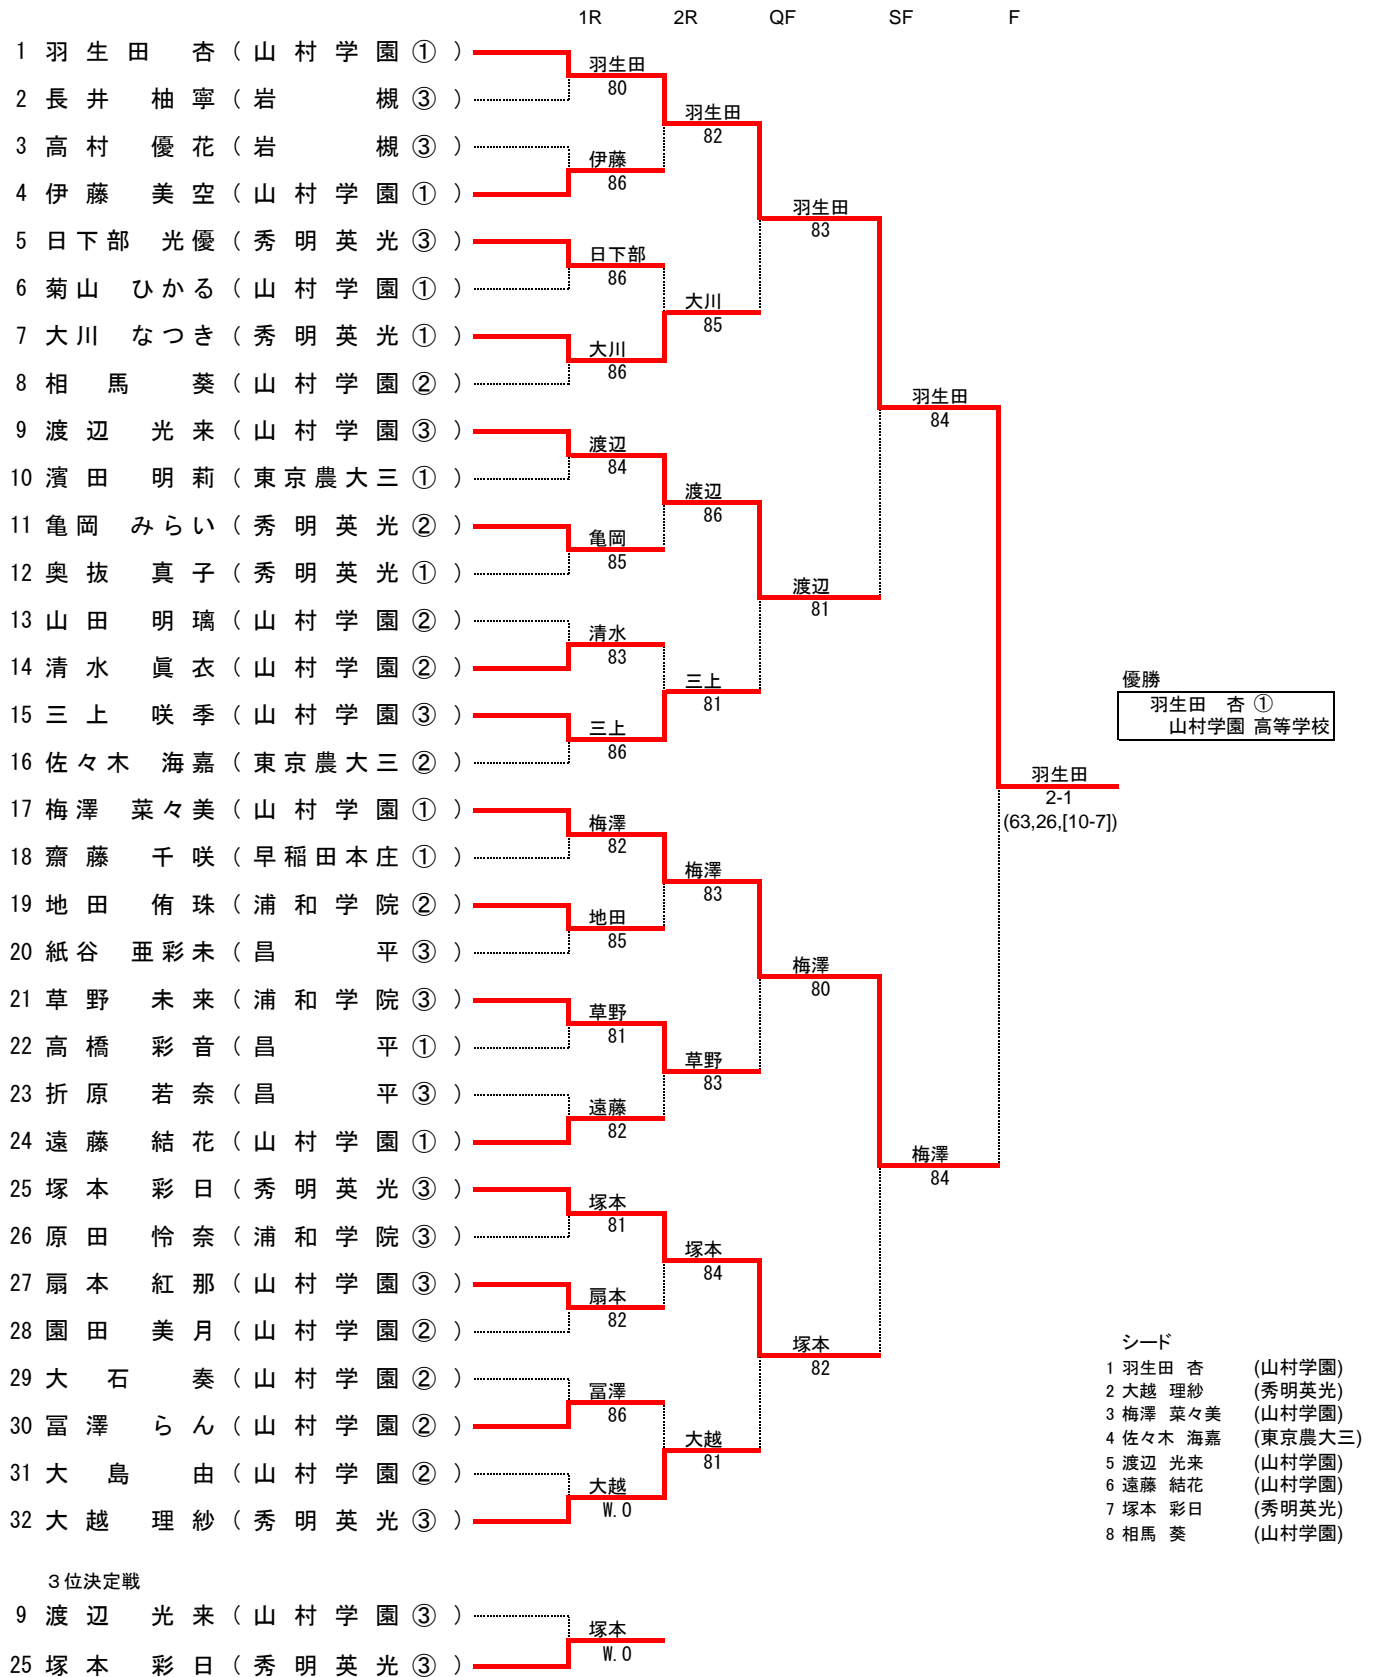 1R 2R QF SF F
1 羽生田 杏 ( 山村学園 ① )
羽生田
80
2 長井 柚寧 ( 岩槻 ③ )
羽生田
82
3 高村 優花 ( 岩槻 ③ )
伊藤
86
4 伊藤 美空 ( 山村学園 ① )
羽生田
83
5 日下部 光優 ( 秀明英光 ③ )
日下部
86
6 菊山 ひかる ( 山村学園 ① )
大川
85
7 大川 なつき ( 秀明英光 ① )
大川
86
8 相馬 葵 ( 山村学園 ② )
羽生田
84
9 渡辺 光来 ( 山村学園 ③ )
渡辺
84
10 濱田 明莉 ( 東京農大三 ① )
渡辺
86
11 亀岡 みらい ( 秀明英光 ② )
亀岡
85
12 奥抜 真子 ( 秀明英光 ① )
渡辺
81
13 山田 明璃 ( 山村学園 ② )
清水
83
14 清水 眞衣 ( 山村学園 ② )
三上
81
15 三上 咲季 ( 山村学園 ③ )
三上
86
16 佐々木 海嘉 ( 東京農大三 ② )
優勝
羽生田 杏 ①
山村学園 高等学校
羽生田
2-1
(63,26,[10-7])
17 梅澤 菜々美 ( 山村学園 ① )
梅澤
82
18 齋藤 千咲 ( 早稲田本庄 ① )
梅澤
83
19 地田 侑珠 ( 浦和学院 ② )
地田
85
20 紙谷 亜彩未 ( 昌平 ③ )
梅澤
80
21 草野 未来 ( 浦和学院 ③ )
草野
81
22 高橋 彩音 ( 昌平 ① )
草野
83
23 折原 若奈 ( 昌平 ③ )
遠藤
82
24 遠藤 結花 ( 山村学園 ① )
梅澤
84
25 塚本 彩日 ( 秀明英光 ③ )
塚本
81
26 原田 怜奈 ( 浦和学院 ③ )
塚本
84
27 扇本 紅那 ( 山村学園 ③ )
扇本
82
28 園田 美月 ( 山村学園 ② )
塚本
82
29 大石 奏 ( 山村学園 ② )
冨澤
86
30 冨澤 らん ( 山村学園 ② )
大越
81
31 大島 由 ( 山村学園 ② )
大越
W.0
32 大越 理紗 ( 秀明英光 ③ )
シード
1 羽生田 杏 (山村学園)
2 大越 理紗 (秀明英光)
3 梅澤 菜々美 (山村学園)
4 佐々木 海嘉 (東京農大三)
5 渡辺 光来 (山村学園)
6 遠藤 結花 (山村学園)
7 塚本 彩日 (秀明英光)
8 相馬 葵 (山村学園)
3位決定戦
9 渡辺 光来 ( 山村学園 ③ )
塚本
W.0
25 塚本 彩日 ( 秀明英光 ③ )